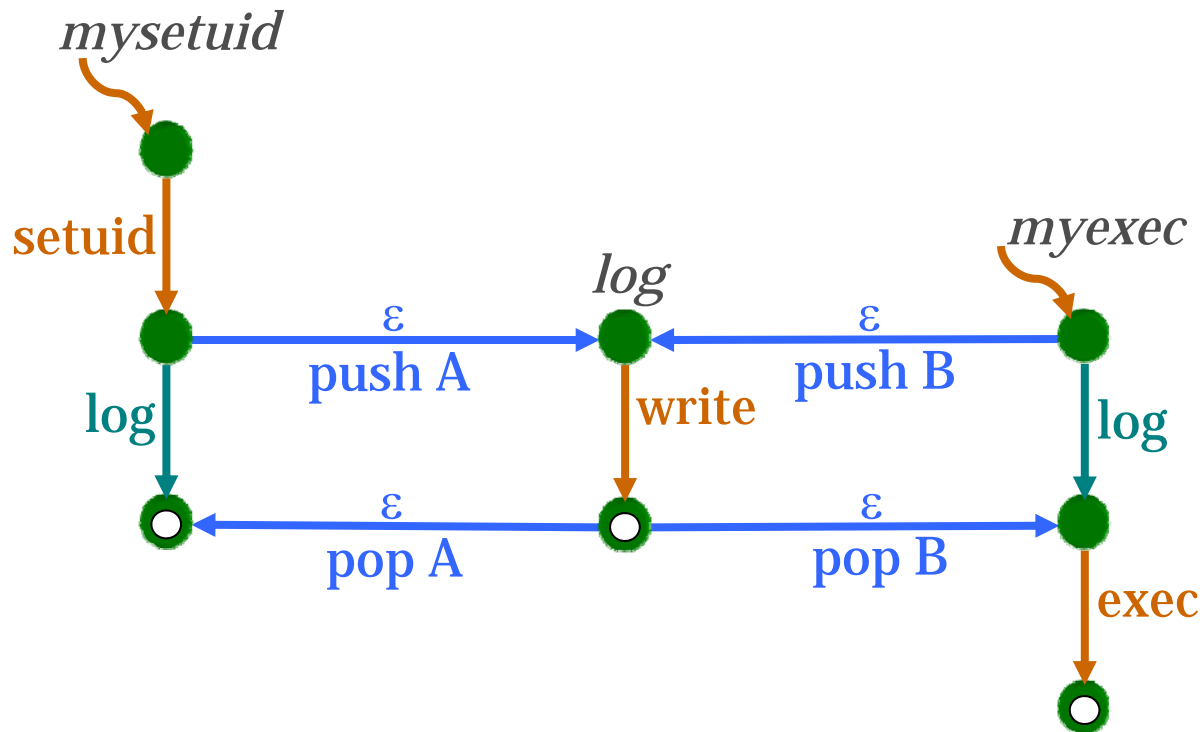 mysetuid
setuid
myexec
log
ε
push A
ε
push B
log
write
log
ε
pop A
ε
pop B
exec